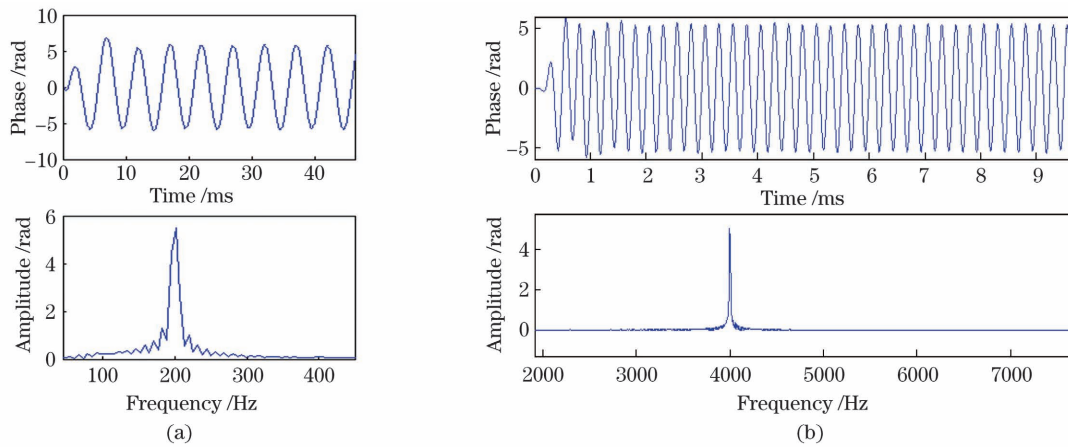 10
5
0
−5
−10
Phase /rad
0 10 20 30 40
Time /ms
6
4
2
0
Amplitude /rad
100 200 300 400
Frequency /Hz
(a)
5
0
−5
Phase /rad
0 1 2 3 4 5 6 7 8 9
Time /ms
4
2
0
Amplitude /rad
2000 3000 4000 5000 6000 7000
Frequency /Hz
(b)